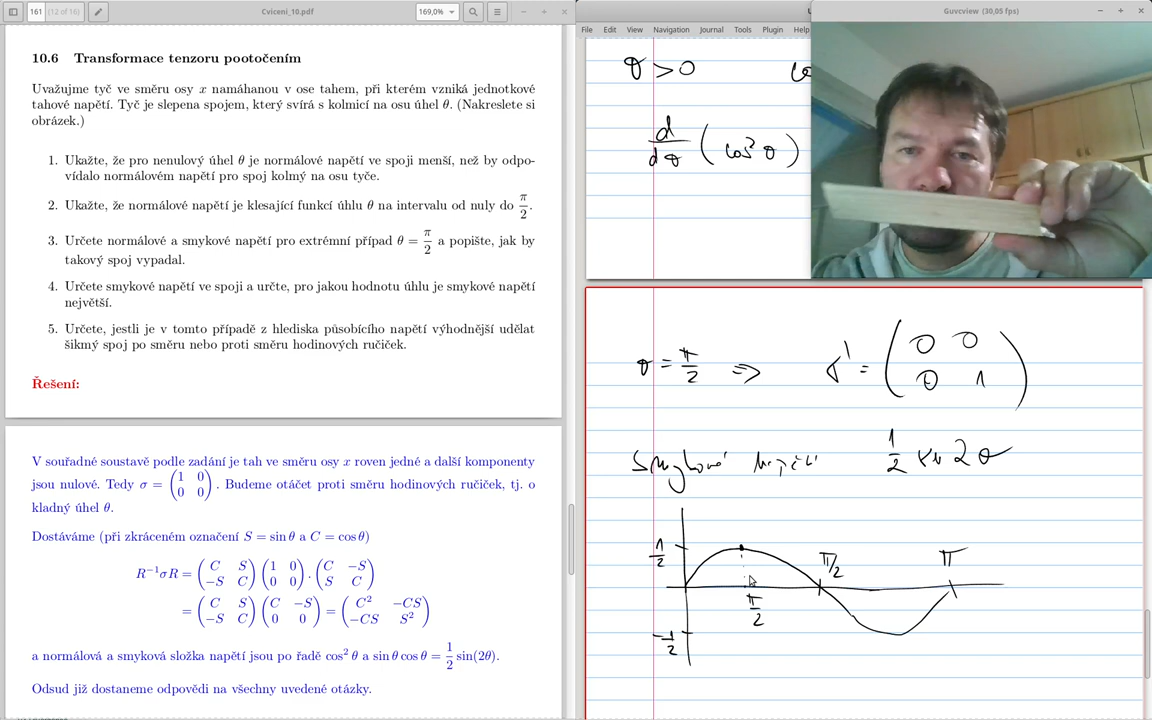 161 (12 of 16)
Cviceni_10.pdf
169,0%
10.6 Transformace tenzoru pootočením
Uvažujme tyč ve směru osy x namáhanou v ose tahem, při kterém vzniká jednotkové
tahové napětí. Tyč je slepena spojem, který svírá s kolmicí na osu úhel θ. (Nakreslete si
obrázek.)
1. Ukažte, že pro nenulový úhel θ je normálové napětí ve spoji menší, než by odpo-
vídalo normálovém napětí pro spoj kolmý na osu tyče.
2. Ukažte, že normálové napětí je klesající funkcí úhlu θ na intervalu od nuly do π/2.
3. Určete normálové a smykové napětí pro extrémní případ θ = π/2 a popište, jak by
takový spoj vypadal.
4. Určete smykové napětí ve spoji a určte, pro jakou hodnotu úhlu je smykové napětí
největší.
5. Určete, jestli je v tomto případě z hlediska působícího napětí výhodnější udělat
šikmý spoj po směru nebo proti směru hodinových ručiček.
Řešení:
V souřadné soustavě podle zadání je tah ve směru osy x roven jedné a další komponenty
jsou nulové. Tedy σ = (1 0
0 0). Budeme otáčet proti směru hodinových ručiček, tj. o
kladný úhel θ.
Dostáváme (při zkráceném označení S = sin θ a C = cos θ)
R⁻¹σR = (C S
-S C) (1 0
0 0) . (C -S
S C)
= (C S
-S C) (C -S
0 0) = (C² -CS
-CS S²)
a normálová a smyková složka napětí jsou po řadě cos² θ a sin θ cos θ = 1/2 sin(2θ).
Odsud již dostaneme odpovědi na všechny uvedené otázky.
File Edit View Navigation Journal Tools Plugin Help
Guvcview (30,05 fps)
θ > 0
d/dθ (cos² θ)
θ = π/2 ⇒ σ' = (0 0
0 1)
Smykové napětí 1/2 sin 2θ
1/2
π/2
π
π/2
-1/2